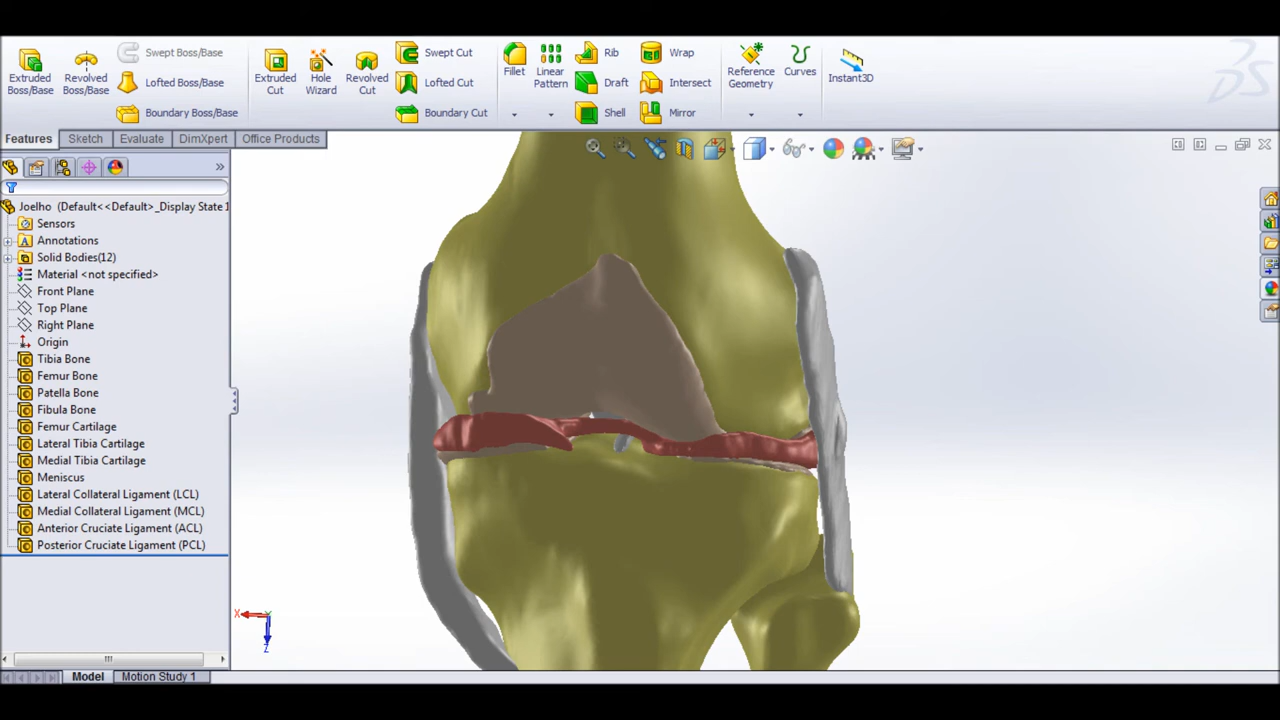 Extruded Boss/Base
Revolved Boss/Base
Swept Boss/Base
Lofted Boss/Base
Boundary Boss/Base
Extruded Cut
Hole Wizard
Revolved Cut
Swept Cut
Lofted Cut
Boundary Cut
Fillet
Linear Pattern
Rib
Draft
Shell
Wrap
Intersect
Mirror
Reference Geometry
Curves
Instant3D
Features
Sketch
Evaluate
DimXpert
Office Products
Joelho (Default<<Default>_Display State 1
Sensors
Annotations
Solid Bodies(12)
Material <not specified>
Front Plane
Top Plane
Right Plane
Origin
Tibia Bone
Femur Bone
Patella Bone
Fibula Bone
Femur Cartilage
Lateral Tibia Cartilage
Medial Tibia Cartilage
Meniscus
Lateral Collateral Ligament (LCL)
Medial Collateral Ligament (MCL)
Anterior Cruciate Ligament (ACL)
Posterior Cruciate Ligament (PCL)
X
Z
Model
Motion Study 1